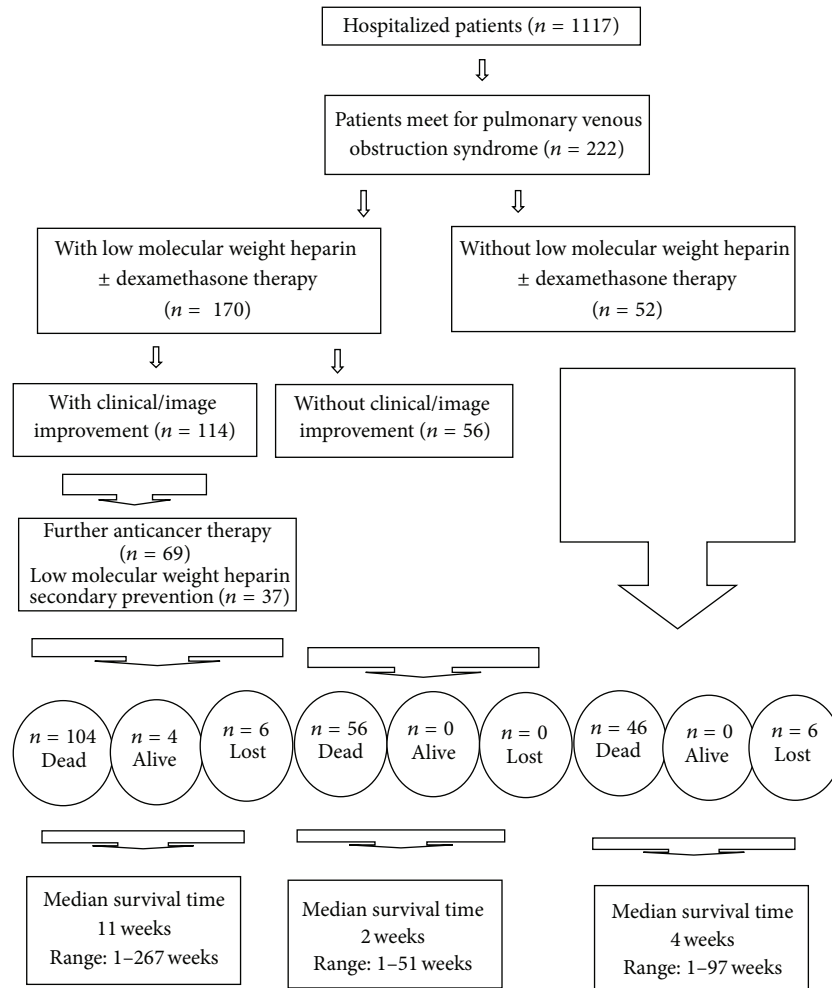 Hospitalized patients (n = 1117)
Patients meet for pulmonary venous
obstruction syndrome (n = 222)
With low molecular weight heparin
± dexamethasone therapy
(n = 170)
Without low molecular weight heparin
± dexamethasone therapy
(n = 52)
With clinical/image
improvement (n = 114)
Without clinical/image
improvement (n = 56)
Further anticancer therapy
(n = 69)
Low molecular weight heparin
secondary prevention (n = 37)
n = 104
Dead
n = 4
Alive
n = 6
Lost
n = 56
Dead
n = 0
Alive
n = 0
Lost
n = 46
Dead
n = 0
Alive
n = 6
Lost
Median survival time
11 weeks
Range: 1–267 weeks
Median survival time
2 weeks
Range: 1–51 weeks
Median survival time
4 weeks
Range: 1–97 weeks